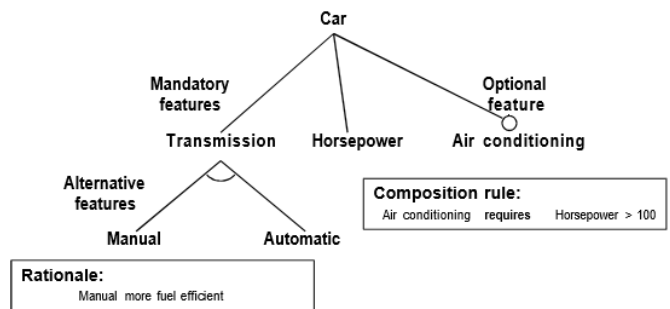 Car
Mandatory
features
Optional
feature
Transmission
Horsepower
Air conditioning
Alternative
features
Manual
Automatic
Composition rule:
Air conditioning requires Horsepower > 100
Rationale:
Manual more fuel efficient